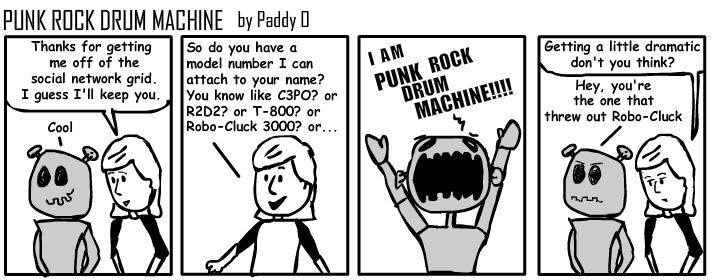 PUNK ROCK DRUM MACHINE by Paddy O
Thanks for getting
me off of the
social network grid.
I guess I'll keep you.
Cool
So do you have a
model number I can
attach to your name?
You know like C3PO? or
R2D2? or T-800? or
Robo-Cluck 3000? or...
I AM
PUNK ROCK
DRUM
MACHINE!!!!
Getting a little dramatic
don't you think?
Hey, you're
the one that
threw out Robo-Cluck